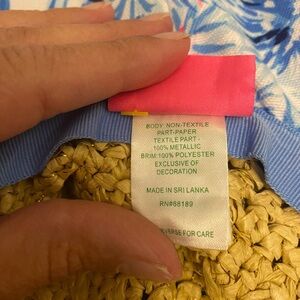 BODY: NON-TEXTILE
PART-PAPER
TEXTILE PART -
100% METALLIC
BRIM:100% POLYESTER
EXCLUSIVE OF
DECORATION
MADE IN SRI LANKA
RN#68189
REVERSE FOR CARE